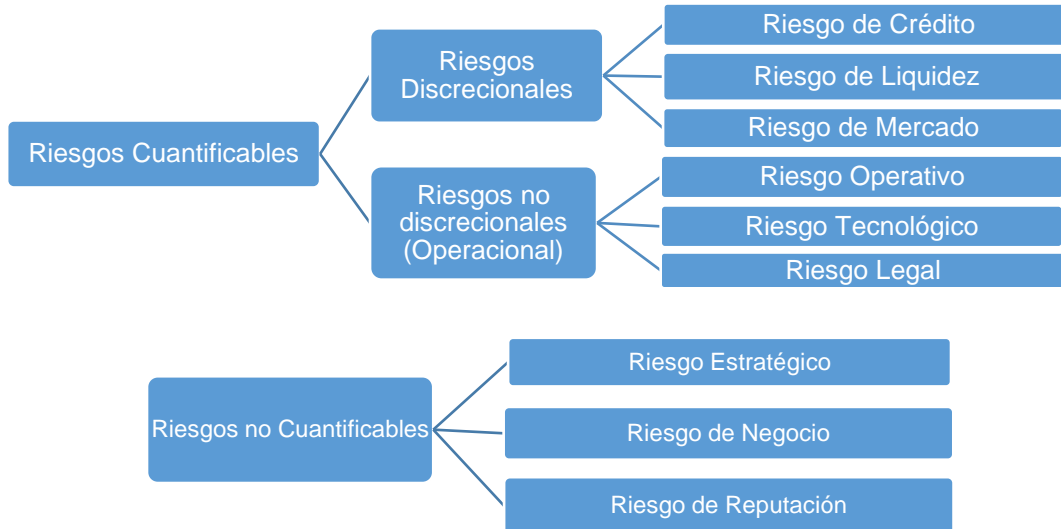 Riesgos Cuantificables
Riesgos
Discrecionales
Riesgo de Crédito
Riesgo de Liquidez
Riesgo de Mercado
Riesgos no
discrecionales
(Operacional)
Riesgo Operativo
Riesgo Tecnológico
Riesgo Legal
Riesgos no Cuantificables
Riesgo Estratégico
Riesgo de Negocio
Riesgo de Reputación